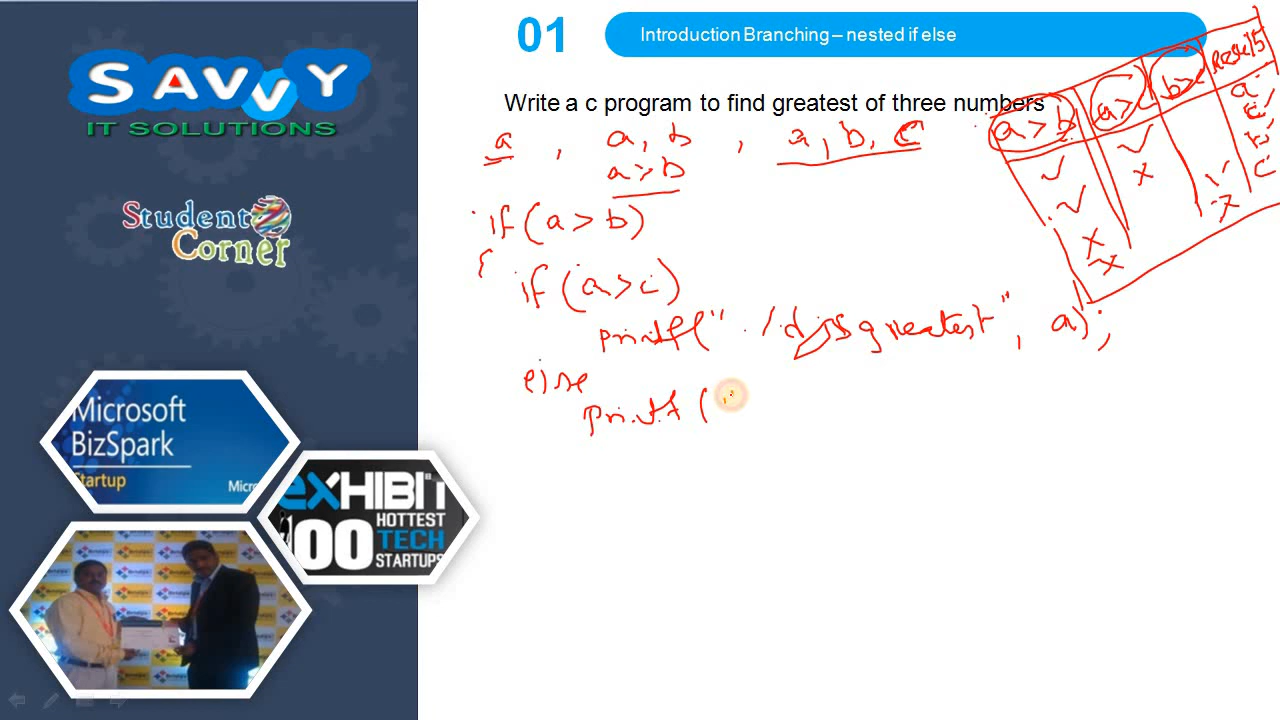 SAVVY
IT SOLUTIONS
Student
Corner
Microsoft
BizSpark
Startup
Micro
eXHIBIT
100 HOTTEST
TECH
STARTUPS
01
Introduction Branching – nested if else
Write a c program to find greatest of three numbers
a , a, b , a, b, c
a>b
if (a > b)
{
if (a>c)
printf(" %d is greatest", a);
else
printf ("
a > b a > c b > c
✓ ✓ a
✓ x c
x ✓ b
x x c